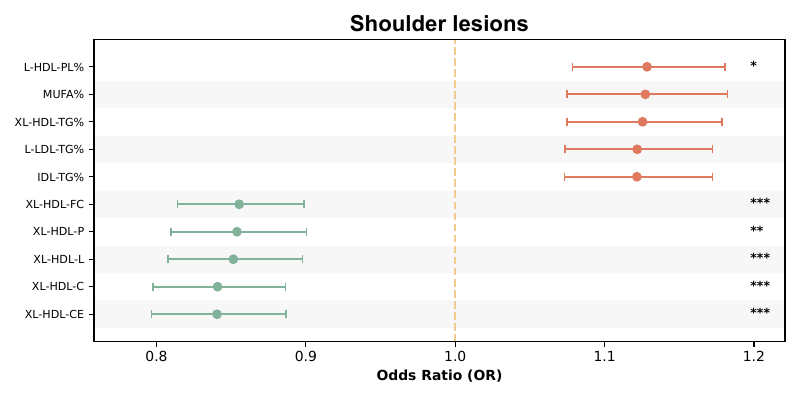 Shoulder lesions
L-HDL-PL% *
MUFA%
XL-HDL-TG%
L-LDL-TG%
IDL-TG%
XL-HDL-FC ***
XL-HDL-P **
XL-HDL-L ***
XL-HDL-C ***
XL-HDL-CE ***
0.8 0.9 1.0 1.1 1.2
Odds Ratio (OR)